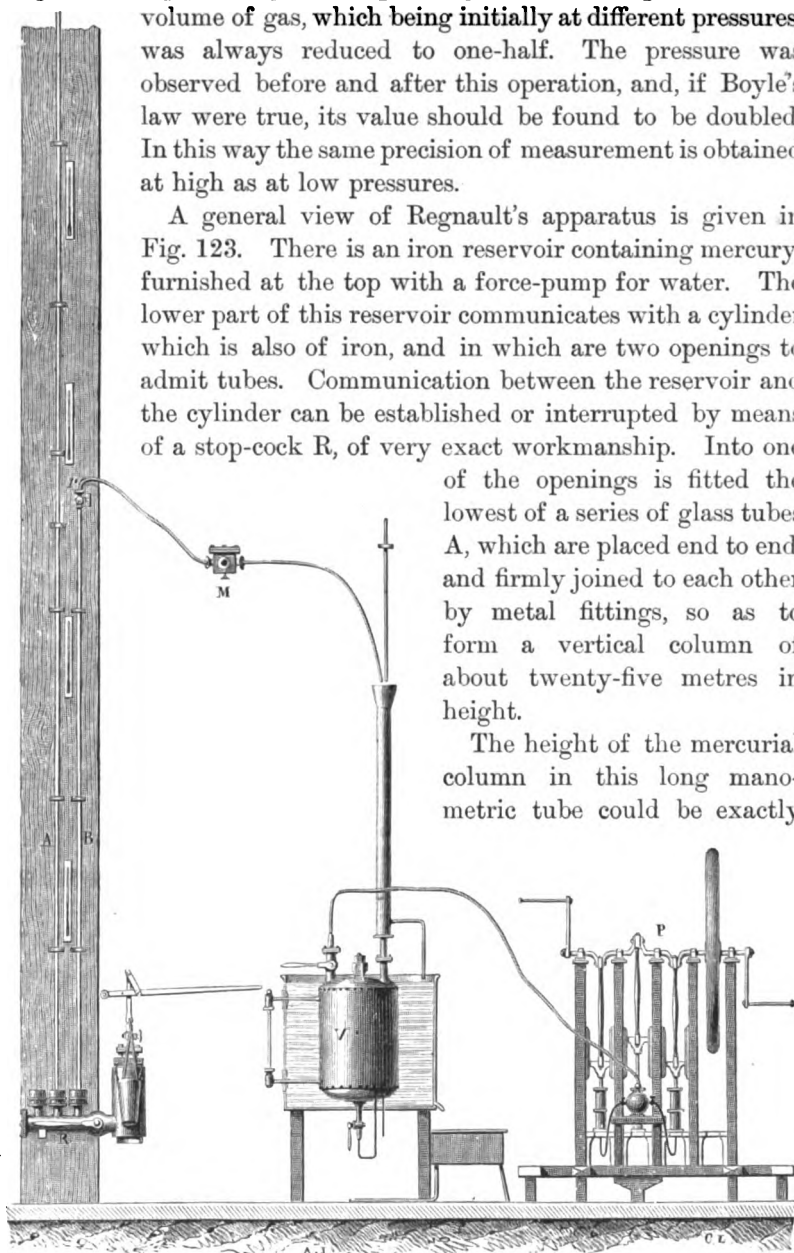 volume of gas, which being initially at different pressures
was always reduced to one-half. The pressure wa
observed before and after this operation, and, if Boyle's
law were true, its value should be found to be doubled
In this way the same precision of measurement is obtained
at high as at low pressures.
A general view of Regnault's apparatus is given in
Fig. 123. There is an iron reservoir containing mercury
furnished at the top with a force-pump for water. The
lower part of this reservoir communicates with a cylinder
which is also of iron, and in which are two openings to
admit tubes. Communication between the reservoir and
the cylinder can be established or interrupted by means
of a stop-cock R, of very exact workmanship. Into one
of the openings is fitted the
lowest of a series of glass tubes
A, which are placed end to end
and firmly joined to each other
by metal fittings, so as to
form a vertical column of
about twenty-five metres in
height.
The height of the mercurial
column in this long mano-
metric tube could be exactly
M
A
B
P
V
R
C L